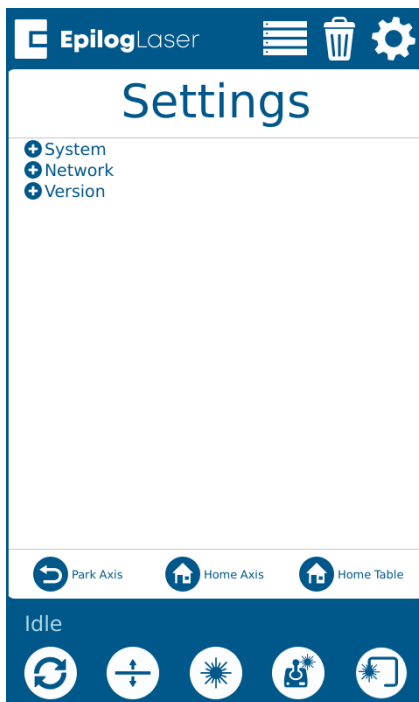 EpilogLaser
Settings
System
Network
Version
Park Axis Home Axis Home Table
Idle